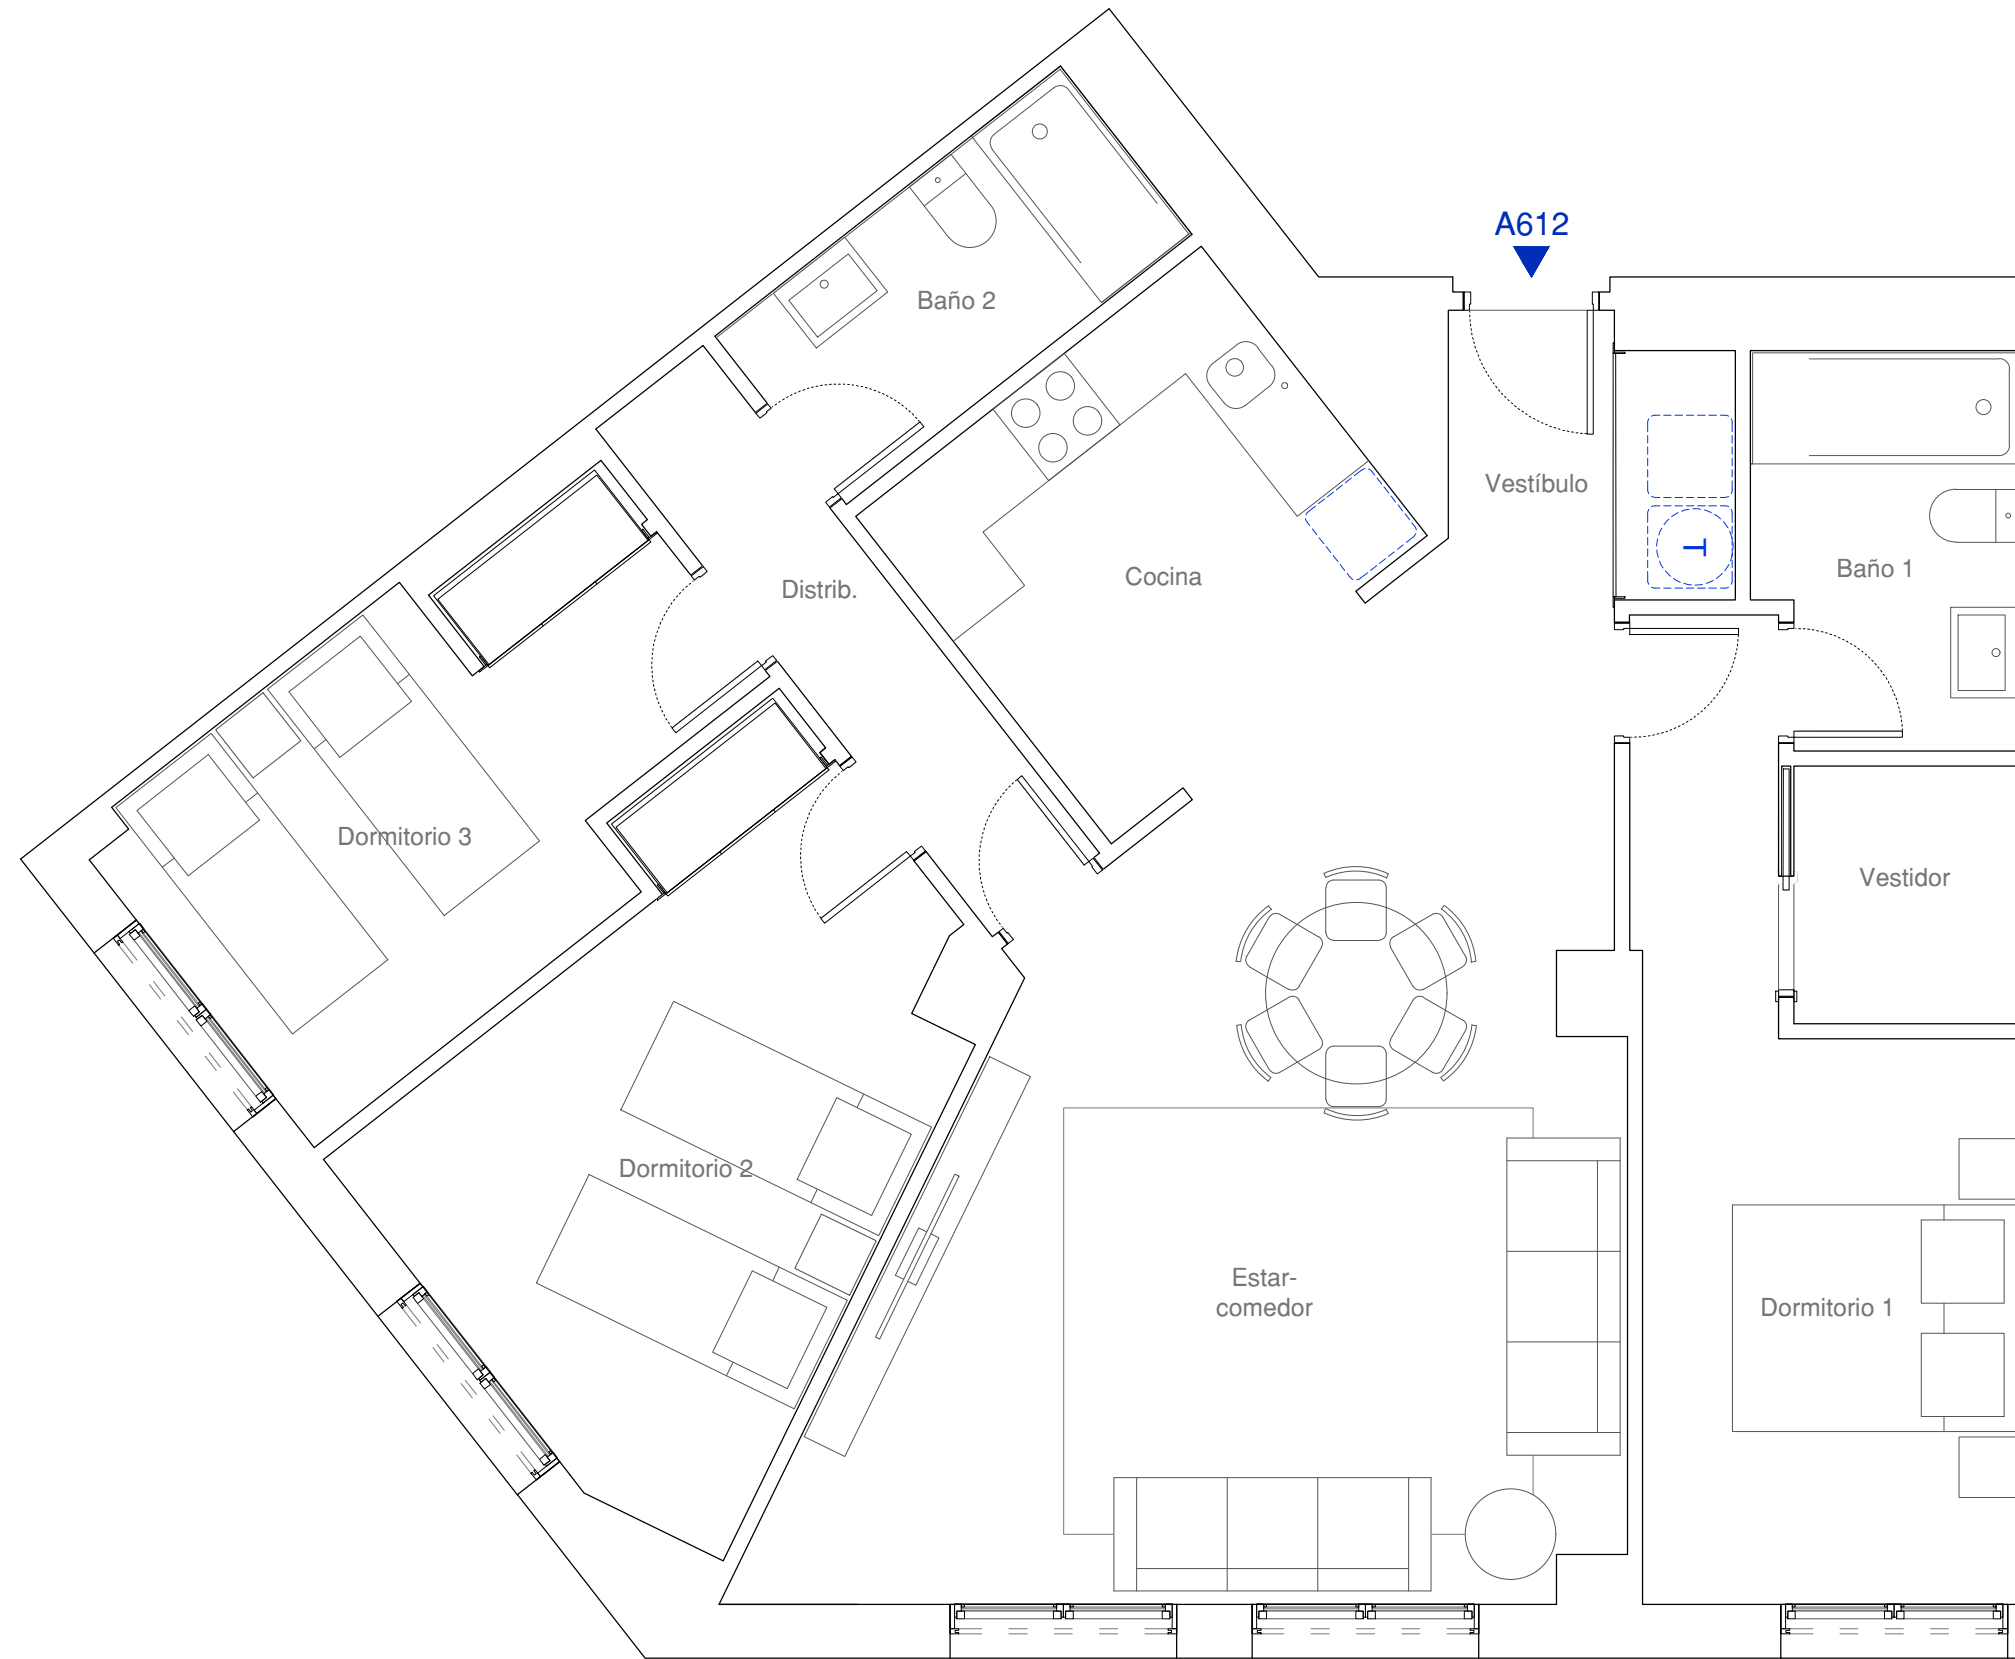 A612
Baño 2
Vestíbulo
T
Baño 1
Cocina
Distrib.
Dormitorio 3
Vestidor
Dormitorio 2
Estar-
comedor
Dormitorio 1